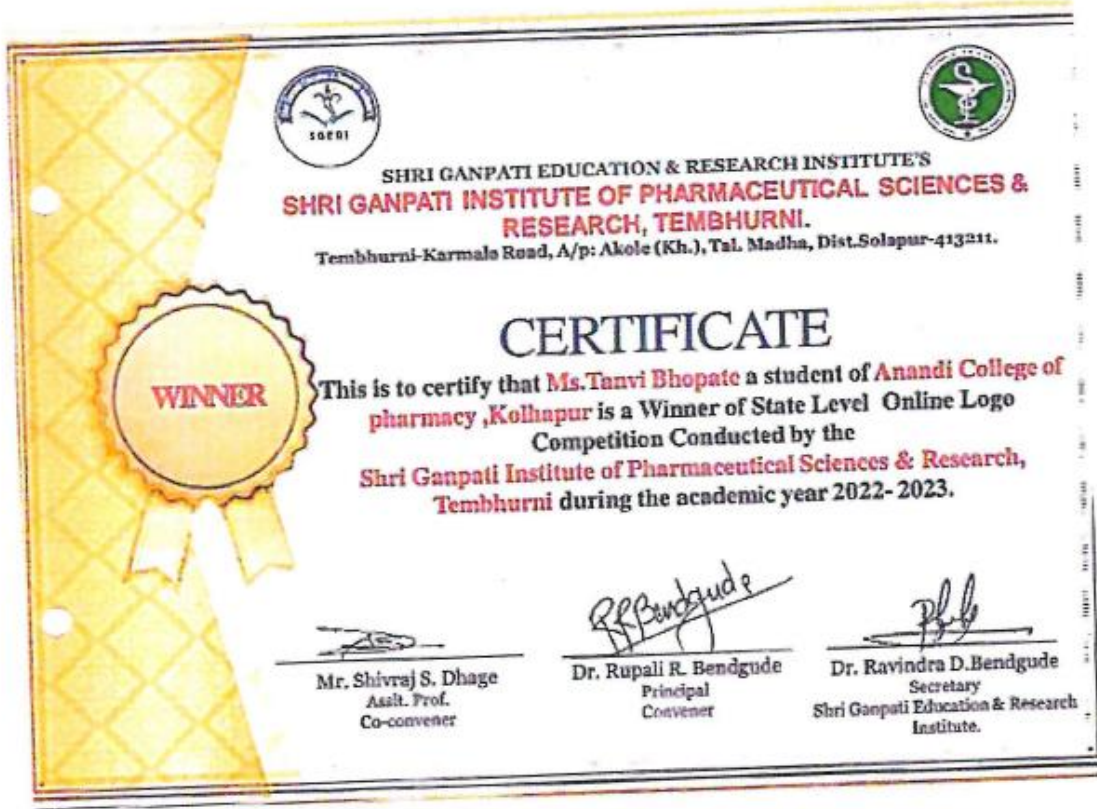 SGERI
SHRI GANPATI EDUCATION & RESEARCH INSTITUTE'S
SHRI GANPATI INSTITUTE OF PHARMACEUTICAL SCIENCES &
RESEARCH, TEMBHURNI.
Tembhurni-Karmala Road, A/p: Akole (Kh.), Tal. Madha, Dist.Solapur-413211.
CERTIFICATE
WINNER
This is to certify that Ms.Tanvi Bhopate a student of Anandi College of
pharmacy ,Kolhapur is a Winner of State Level Online Logo
Competition Conducted by the
Shri Ganpati Institute of Pharmaceutical Sciences & Research,
Tembhurni during the academic year 2022-2023.
RRBendgude
Mr. Shivraj S. Dhage
Assit. Prof.
Co-convener
Dr. Rupali R. Bendgude
Principal
Convener
Dr. Ravindra D.Bendgude
Secretary
Shri Ganpati Education & Research
Institute.